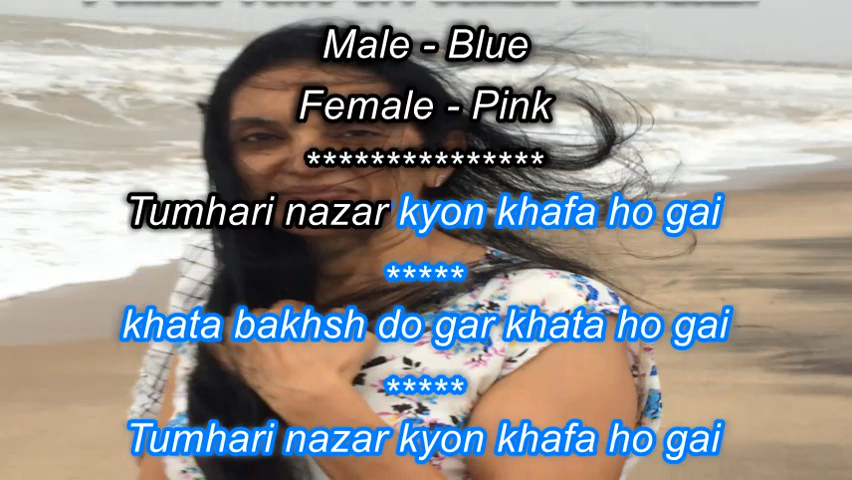 Male - Blue
Female - Pink
***************
Tumhari nazar kyon khafa ho gai
*****
khata bakhsh do gar khata ho gai
*****
Tumhari nazar kyon khafa ho gai